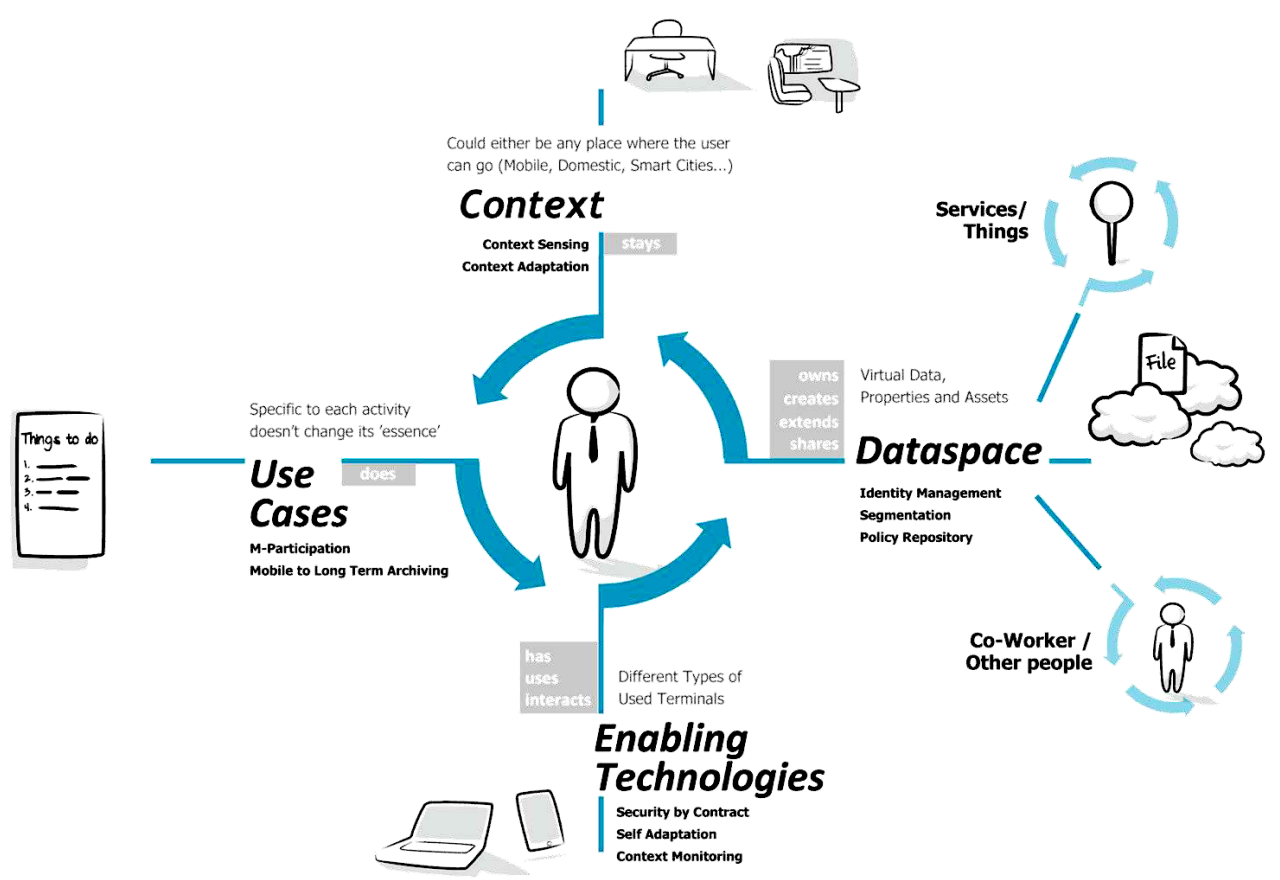 Could either be any place where the user
can go (Mobile, Domestic, Smart Cities...)
Context
Context Sensing
Context Adaptation
stays
Services/
Things
File
owns
creates
extends
shares
Virtual Data,
Properties and Assets
Dataspace
Identity Management
Segmentation
Policy Repository
Things to do
1.
2.
3.
4.
Specific to each activity
doesn't change its 'essence'
Use
Cases
does
M-Participation
Mobile to Long Term Archiving
Co-Worker /
Other people
has
uses
interacts
Different Types of
Used Terminals
Enabling
Technologies
Security by Contract
Self Adaptation
Context Monitoring